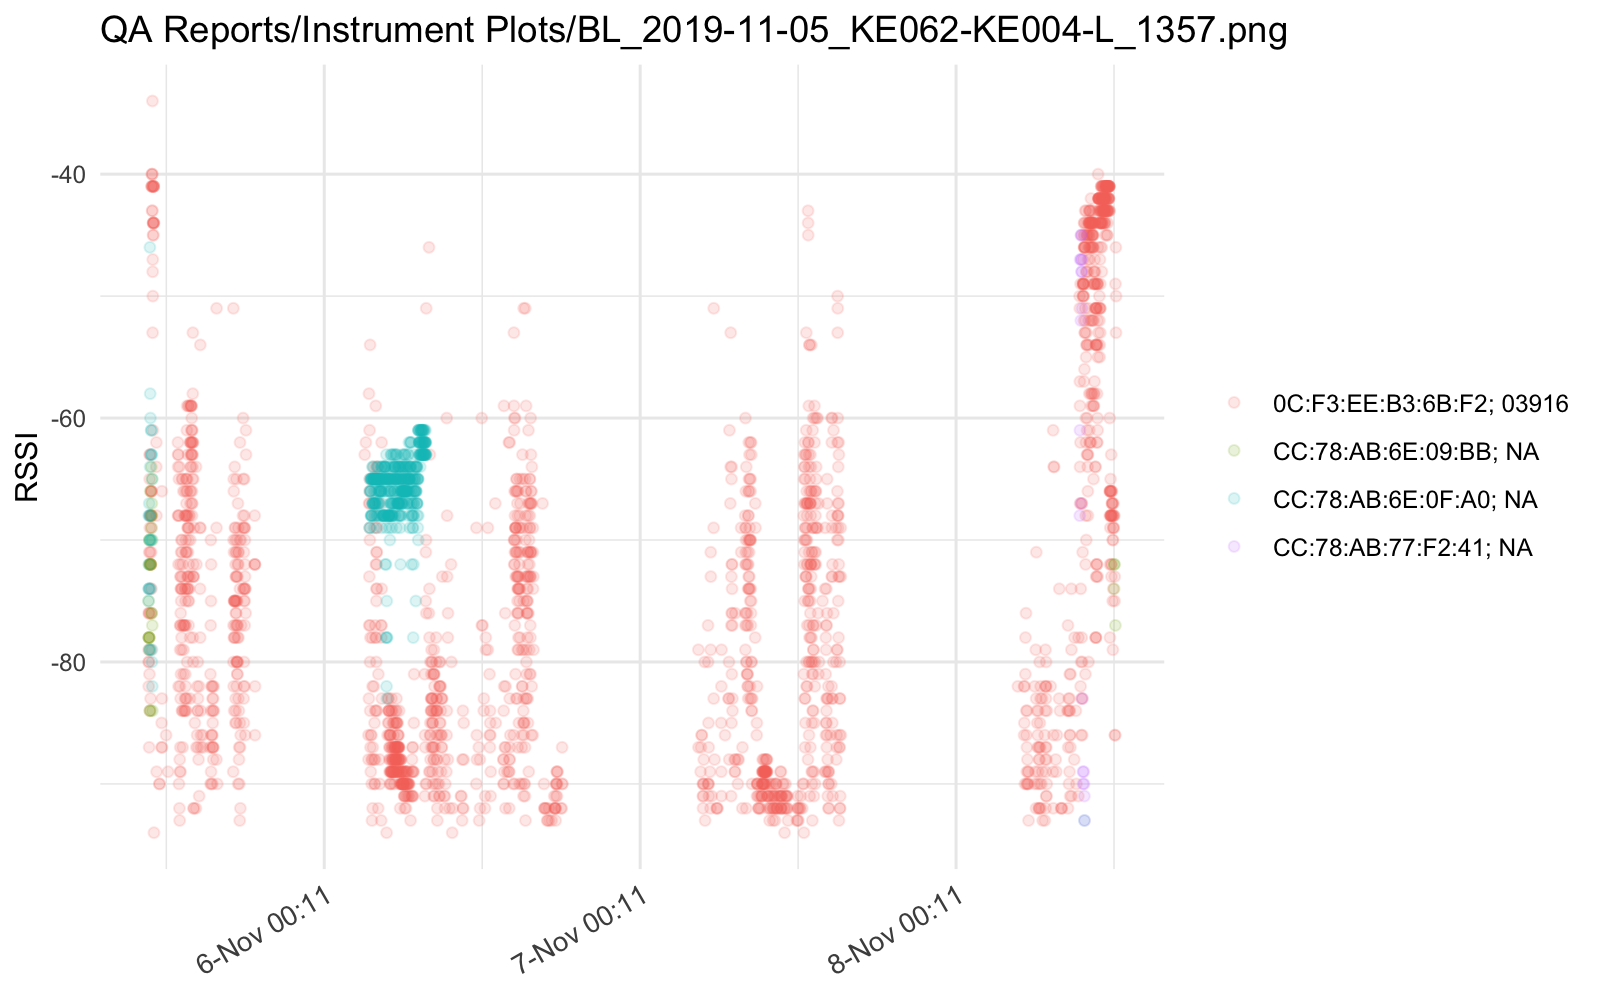 QA Reports/Instrument Plots/BL_2019-11-05_KE062-KE004-L_1357.png
RSSI
-40
-60
-80
6-Nov 00:11
7-Nov 00:11
8-Nov 00:11
0C:F3:EE:B3:6B:F2; 03916
CC:78:AB:6E:09:BB; NA
CC:78:AB:6E:0F:A0; NA
CC:78:AB:77:F2:41; NA